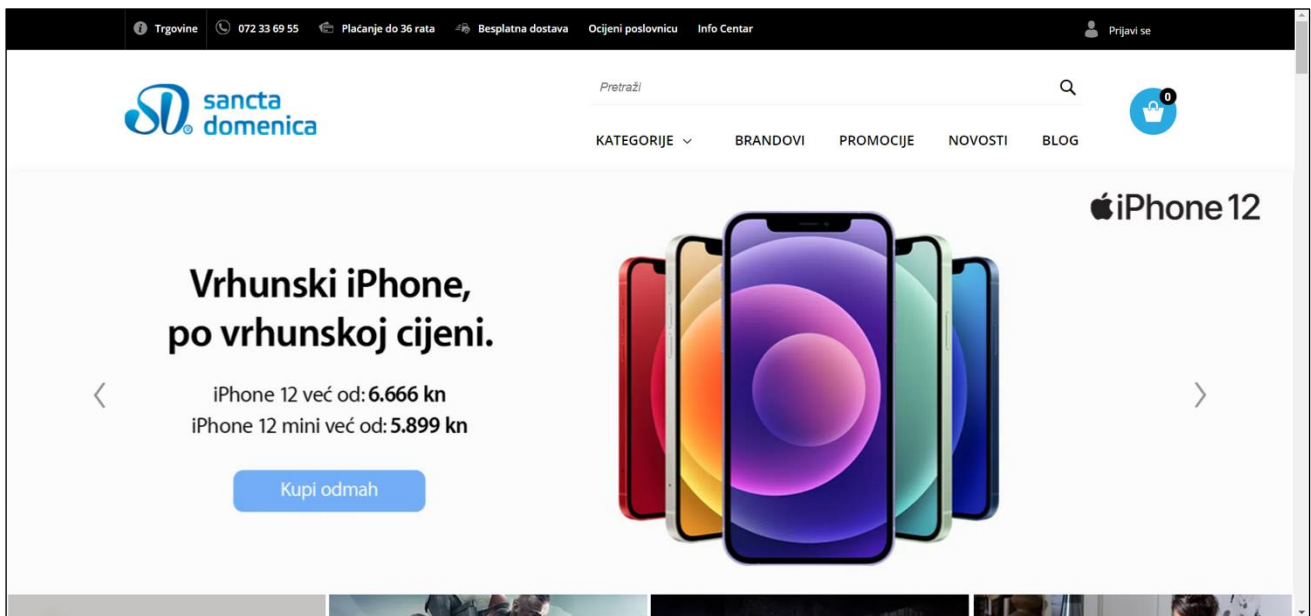 Trgovine
072 33 69 55
Plaćanje do 36 rata
Besplatna dostava
Ocijeni poslovnicu
Info Centar
Prijavi se
SD®
sancta
domenica
Pretraži
0
KATEGORIJE
BRANDOVI
PROMOCIJE
NOVOSTI
BLOG
iPhone 12
Vrhunski iPhone,
po vrhunskoj cijeni.
iPhone 12 već od: 6.666 kn
iPhone 12 mini već od: 5.899 kn
Kupi odmah